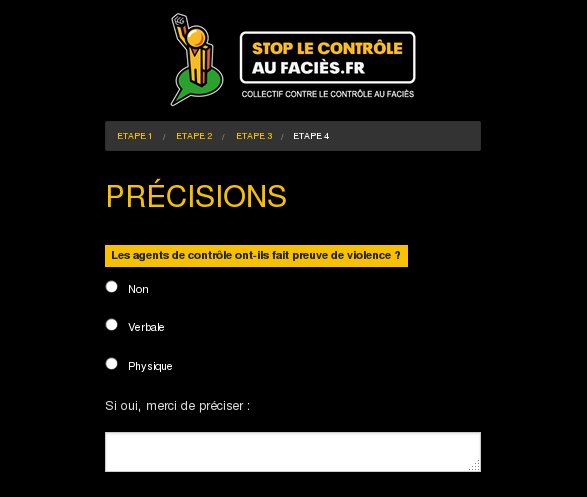 STOP LE CONTRÔLE
AU FACIÈS.FR
COLLECTIF CONTRE LE CONTRÔLE AU FACIÈS
ETAPE 1 / ETAPE 2 / ETAPE 3 / ETAPE 4
PRÉCISIONS
Les agents de contrôle ont-ils fait preuve de violence ?
Non
Verbale
Physique
Si oui, merci de préciser :